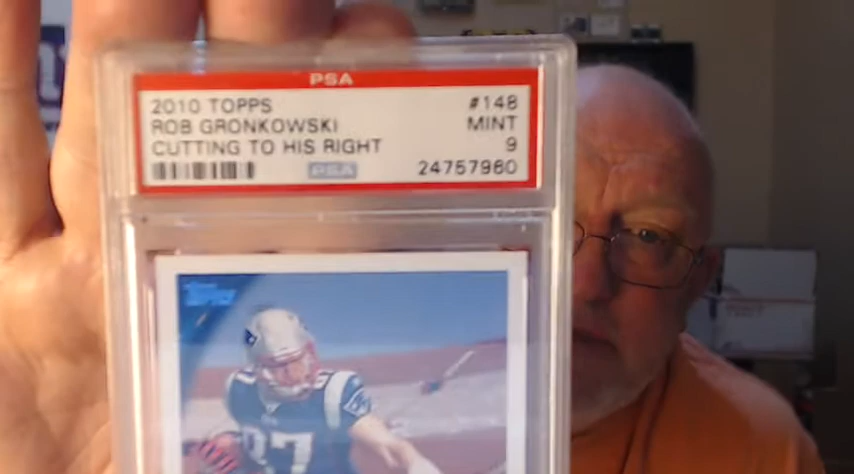 PSA
2010 TOPPS #148
ROB GRONKOWSKI MINT
CUTTING TO HIS RIGHT 9
PSA 24757960
Topps
87